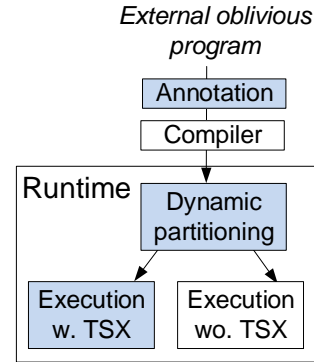 External oblivious
program
Annotation
Compiler
Runtime
Dynamic
partitioning
Execution
w. TSX
Execution
wo. TSX